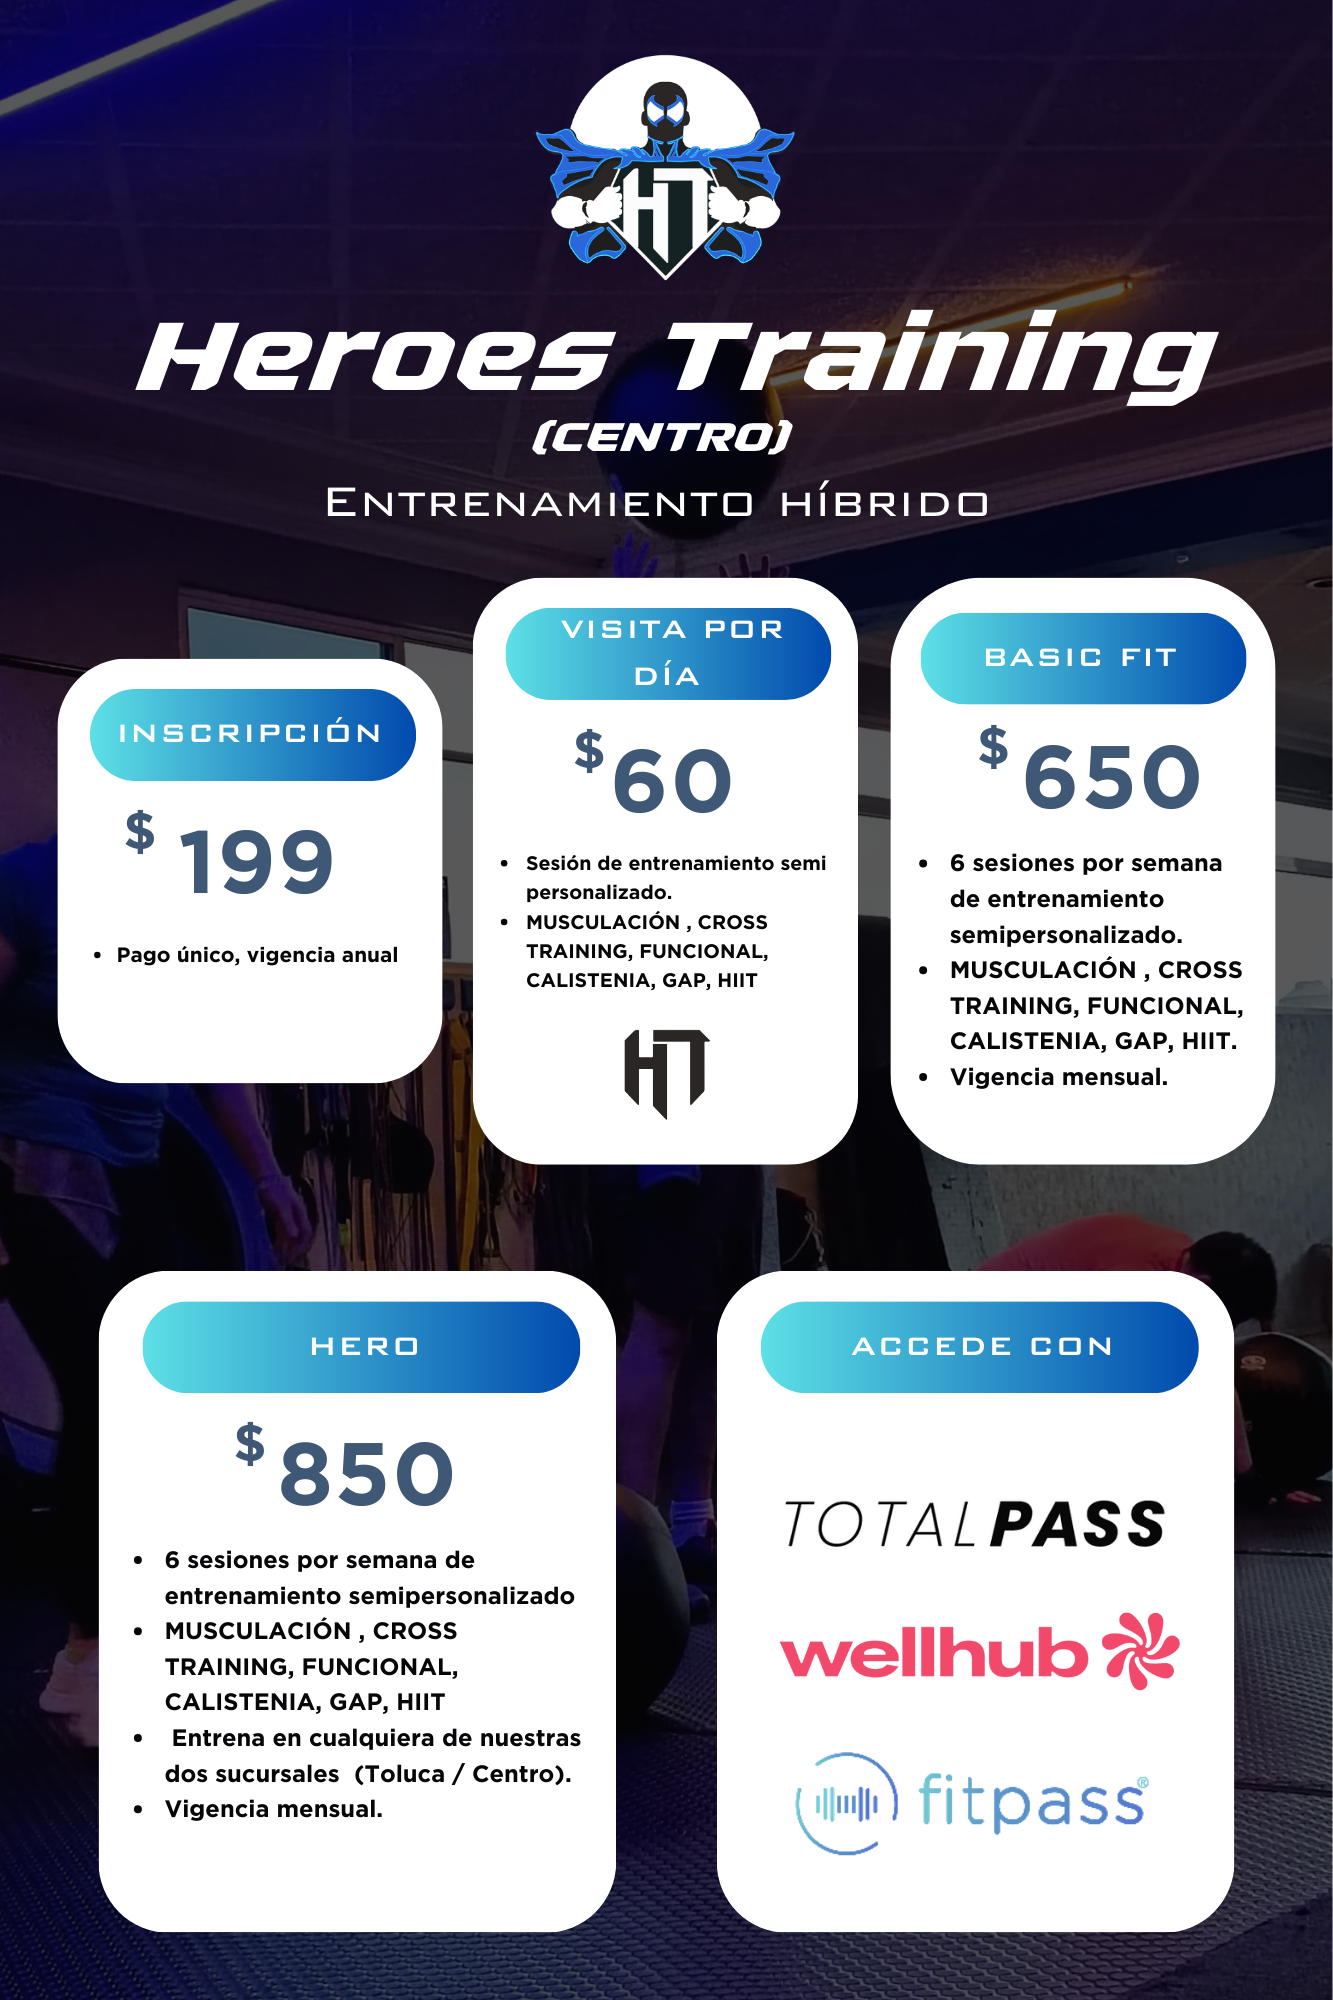 HT
Heroes Training
(CENTRO)
ENTRENAMIENTO HÍBRIDO
INSCRIPCIÓN
$ 199
• Pago único, vigencia anual
VISITA POR
DÍA
$ 60
• Sesión de entrenamiento semi
personalizado.
• MUSCULACIÓN , CROSS
TRAINING, FUNCIONAL,
CALISTENIA, GAP, HIIT
HT
BASIC FIT
$ 650
• 6 sesiones por semana
de entrenamiento
semipersonalizado.
• MUSCULACIÓN , CROSS
TRAINING, FUNCIONAL,
CALISTENIA, GAP, HIIT.
• Vigencia mensual.
HERO
$ 850
• 6 sesiones por semana de
entrenamiento semipersonalizado
• MUSCULACIÓN , CROSS
TRAINING, FUNCIONAL,
CALISTENIA, GAP, HIIT
• Entrena en cualquiera de nuestras
dos sucursales (Toluca / Centro).
• Vigencia mensual.
ACCEDE CON
TOTALPASS
wellhub
fitpass®